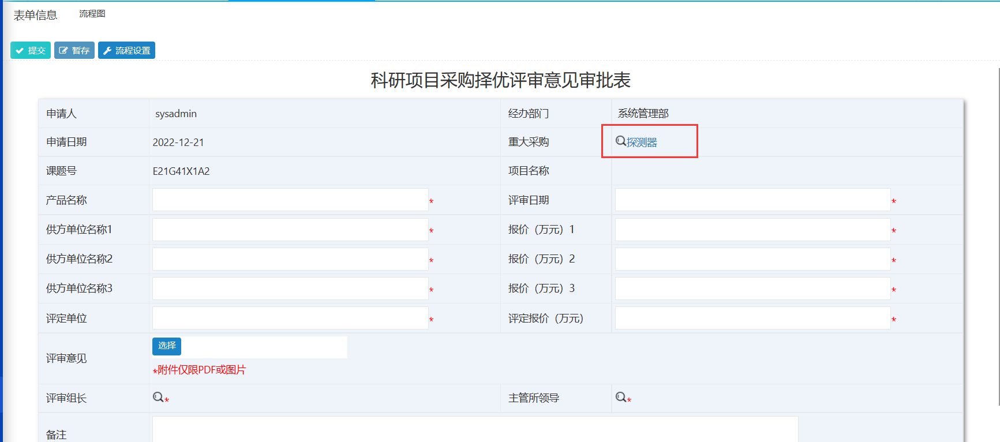 表单信息 流程图
提交 暂存 流程设置
科研项目采购择优评审意见审批表
申请人 sysadmin 经办部门 系统管理部
申请日期 2022-12-21 重大采购 探测器
课题号 E21G41X1A2 项目名称
产品名称 * 评审日期 *
供方单位名称1 * 报价（万元）1 *
供方单位名称2 * 报价（万元）2 *
供方单位名称3 * 报价（万元）3 *
评定单位 * 评定报价（万元） *
评审意见 选择
*附件仅限PDF或图片
评审组长 * 主管所领导 *
备注